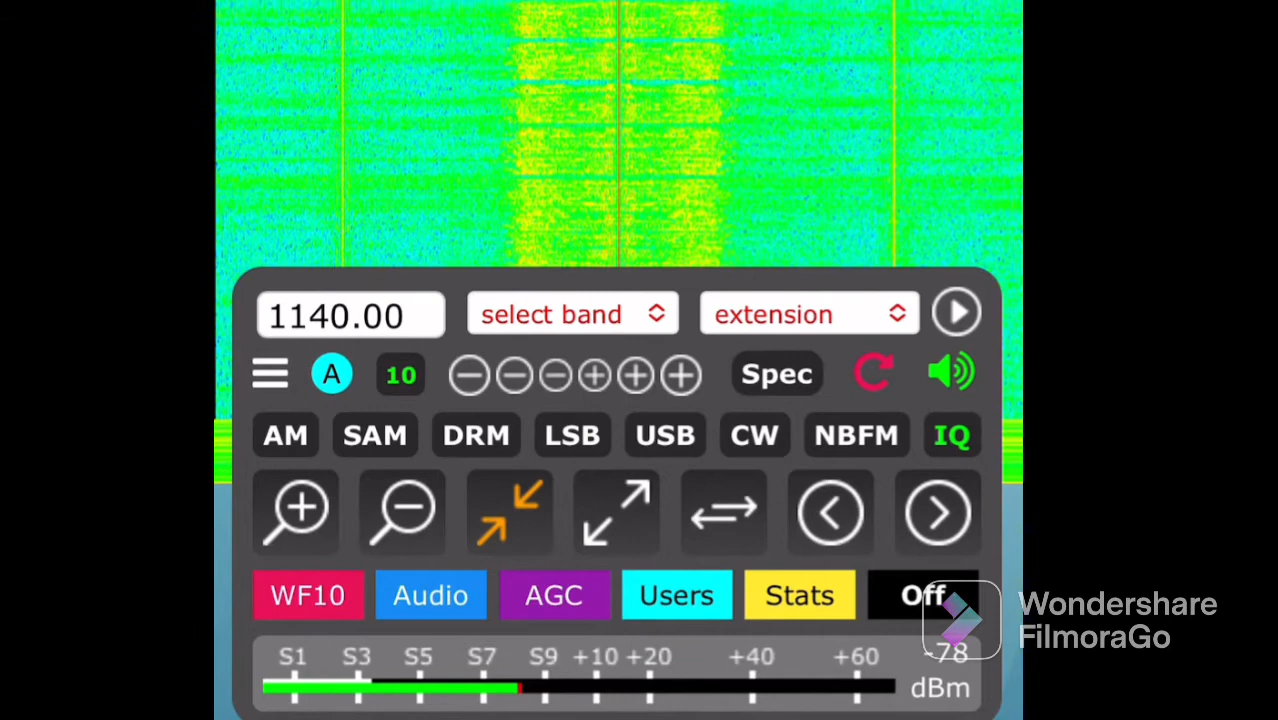 1140.00 select band extension
A 10 Spec
AM SAM DRM LSB USB CW NBFM IQ
WF10 Audio AGC Users Stats Off
Wondershare
FilmoraGo
S1 S3 S5 S7 S9 +10 +20 +40 +60 -78
dBm